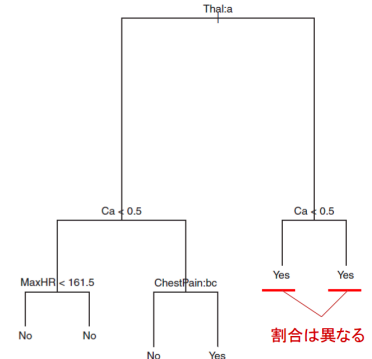 Thal:a
Ca < 0.5
Ca < 0.5
MaxHR < 161.5
ChestPain:bc
Yes
Yes
No
No
No
Yes
割合は異なる